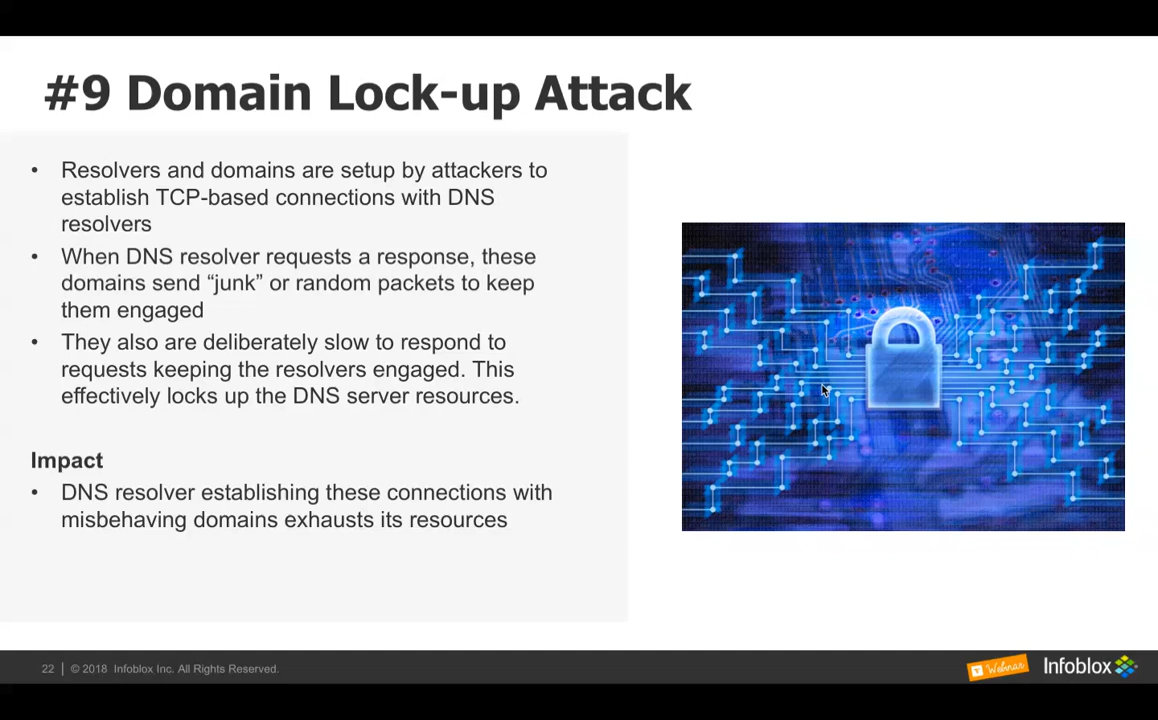 #9 Domain Lock-up Attack
• Resolvers and domains are setup by attackers to
establish TCP-based connections with DNS
resolvers
• When DNS resolver requests a response, these
domains send “junk” or random packets to keep
them engaged
• They also are deliberately slow to respond to
requests keeping the resolvers engaged. This
effectively locks up the DNS server resources.
Impact
• DNS resolver establishing these connections with
misbehaving domains exhausts its resources
22 | © 2018 Infoblox Inc. All Rights Reserved.
Webinar
Infoblox